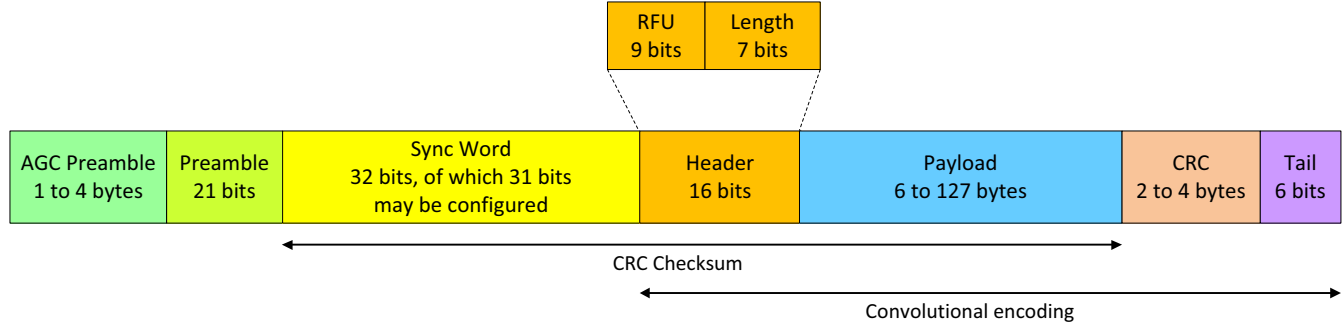 RFU
9 bits
Length
7 bits
AGC Preamble
1 to 4 bytes
Preamble
21 bits
Sync Word
32 bits, of which 31 bits
may be configured
Header
16 bits
Payload
6 to 127 bytes
CRC
2 to 4 bytes
Tail
6 bits
CRC Checksum
Convolutional encoding